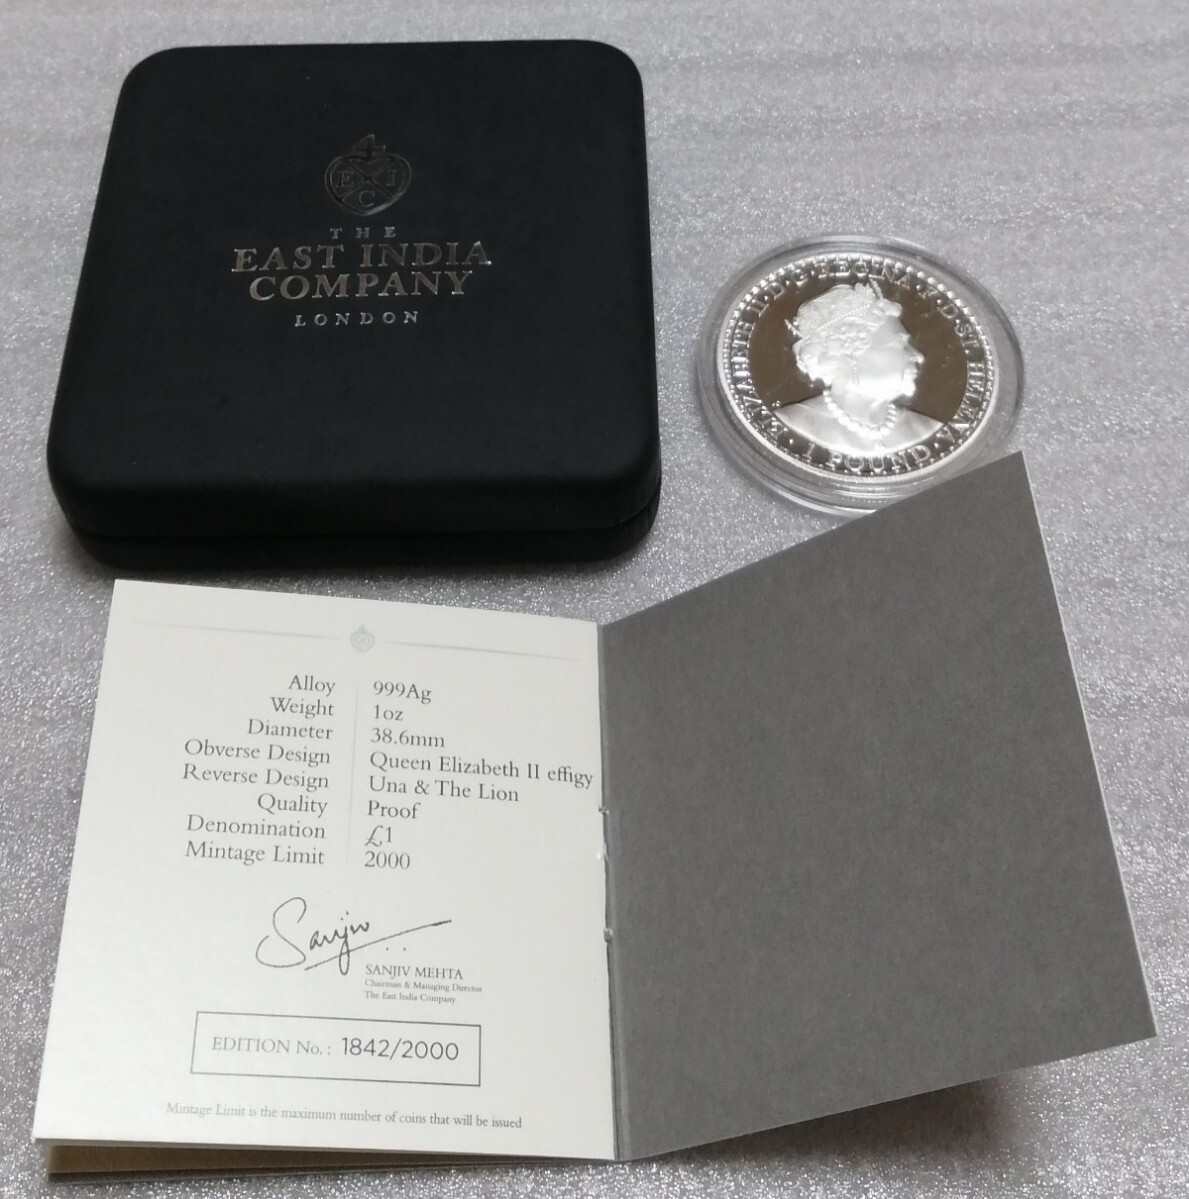 E I
C
THE
EAST INDIA
COMPANY
LONDON
ELIZABETH II·D·G·REGINA·F·D·ST·HELENA·
·1 POUND·
Alloy 999Ag
Weight 1oz
Diameter 38.6mm
Obverse Design Queen Elizabeth II effigy
Reverse Design Una & The Lion
Quality Proof
Denomination £1
Mintage Limit 2000
Sanjiv
SANJIV MEHTA
Chairman & Managing Director
The East India Company
EDITION No.: 1842/2000
Mintage Limit is the maximum number of coins that will be issued